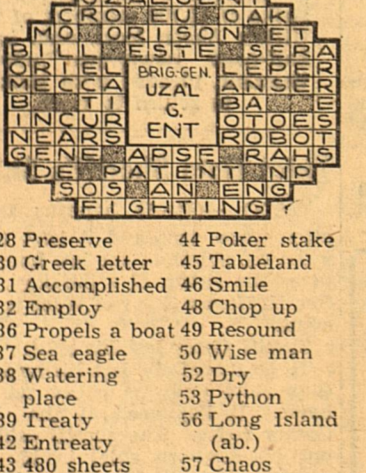 CRO EU OAK
MO ORISON ET
BILL ESTE SERA
ORIEL LEPER
MECCA ANSER
B TI BA E
INCUR OTOES
NEARS ROBOT
GENE APSE RAHS
DE PATENT NP
SOS AN ENG
FIGHTING
BRIG.-GEN.
UZAL
G.
ENT
28 Preserve
30 Greek letter
31 Accomplished
32 Employ
36 Propels a boat
37 Sea eagle
38 Watering
place
39 Treaty
42 Entreaty
43 480 sheets
44 Poker stake
45 Tableland
46 Smile
48 Chop up
49 Resound
50 Wise man
52 Dry
53 Python
56 Long Island
(ab.)
57 Chaos